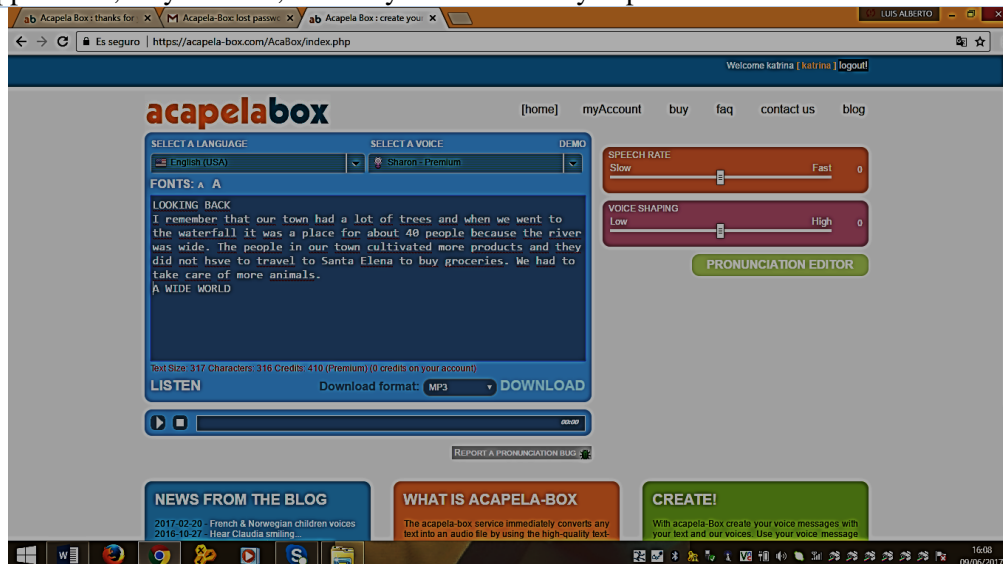 ab Acapela Box : thanks for
Acapela-Box: lost passwo
ab Acapela Box : create your
LUIS ALBERTO
Es seguro | https://acapela-box.com/AcaBox/index.php
Welcome katrina [ katrina ] logout!
acapelabox
[home] myAccount buy faq contact us blog
SELECT A LANGUAGE SELECT A VOICE DEMO
English (USA) Sharon - Premium
FONTS: A A
LOOKING BACK
I remember that our town had a lot of trees and when we went to
the waterfall it was a place for about 40 people because the river
was wide. The people in our town cultivated more products and they
did not hsve to travel to Santa Elena to buy groceries. We had to
take care of more animals.
A WIDE WORLD
Text Size: 317 Characters: 316 Credits: 410 (Premium) (0 credits on your account)
LISTEN Download format: MP3 DOWNLOAD
00:00
REPORT A PRONUNCIATION BUG
SPEECH RATE
Slow Fast 0
VOICE SHAPING
Low High 0
PRONUNCIATION EDITOR
NEWS FROM THE BLOG
2017-02-20 - French & Norwegian children voices
2016-10-27 - Hear Claudia smiling...
WHAT IS ACAPELA-BOX
The acapela-box service immediately converts any
text into an audio file by using the high-quality text-
CREATE!
With acapela-Box create your voice messages with
your text and our voices. Use your voice message
16:08
09/06/2017